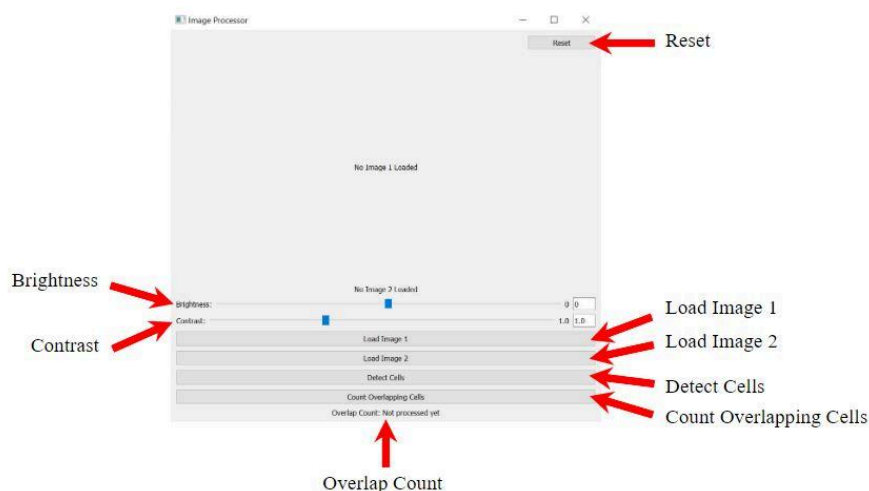 Image Processor
Reset
Reset
No Image 1 Loaded
Brightness
No Image 2 Loaded
Brightness: 0 0
Contrast: 1.0 1.0
Contrast
Load Image 1
Load Image 1
Load Image 2
Load Image 2
Detect Cells
Detect Cells
Count Overlapping Cells
Count Overlapping Cells
Overlap Count: Not processed yet
Overlap Count